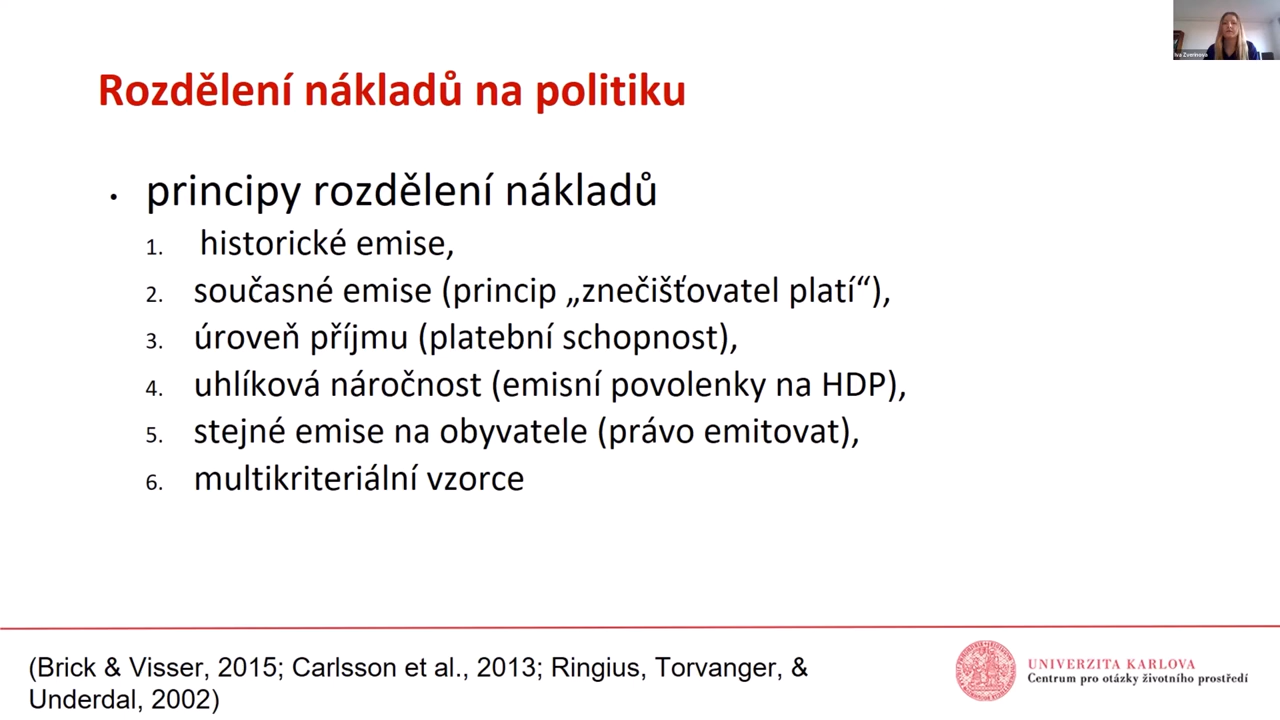 Iva Zverinova
Rozdělení nákladů na politiku
• principy rozdělení nákladů
1. historické emise,
2. současné emise (princip „znečišťovatel platí“),
3. úroveň příjmu (platební schopnost),
4. uhlíková náročnost (emisní povolenky na HDP),
5. stejné emise na obyvatele (právo emitovat),
6. multikriteriální vzorce
(Brick & Visser, 2015; Carlsson et al., 2013; Ringius, Torvanger, &
Underdal, 2002)
UNIVERZITA KARLOVA
Centrum pro otázky životního prostředí